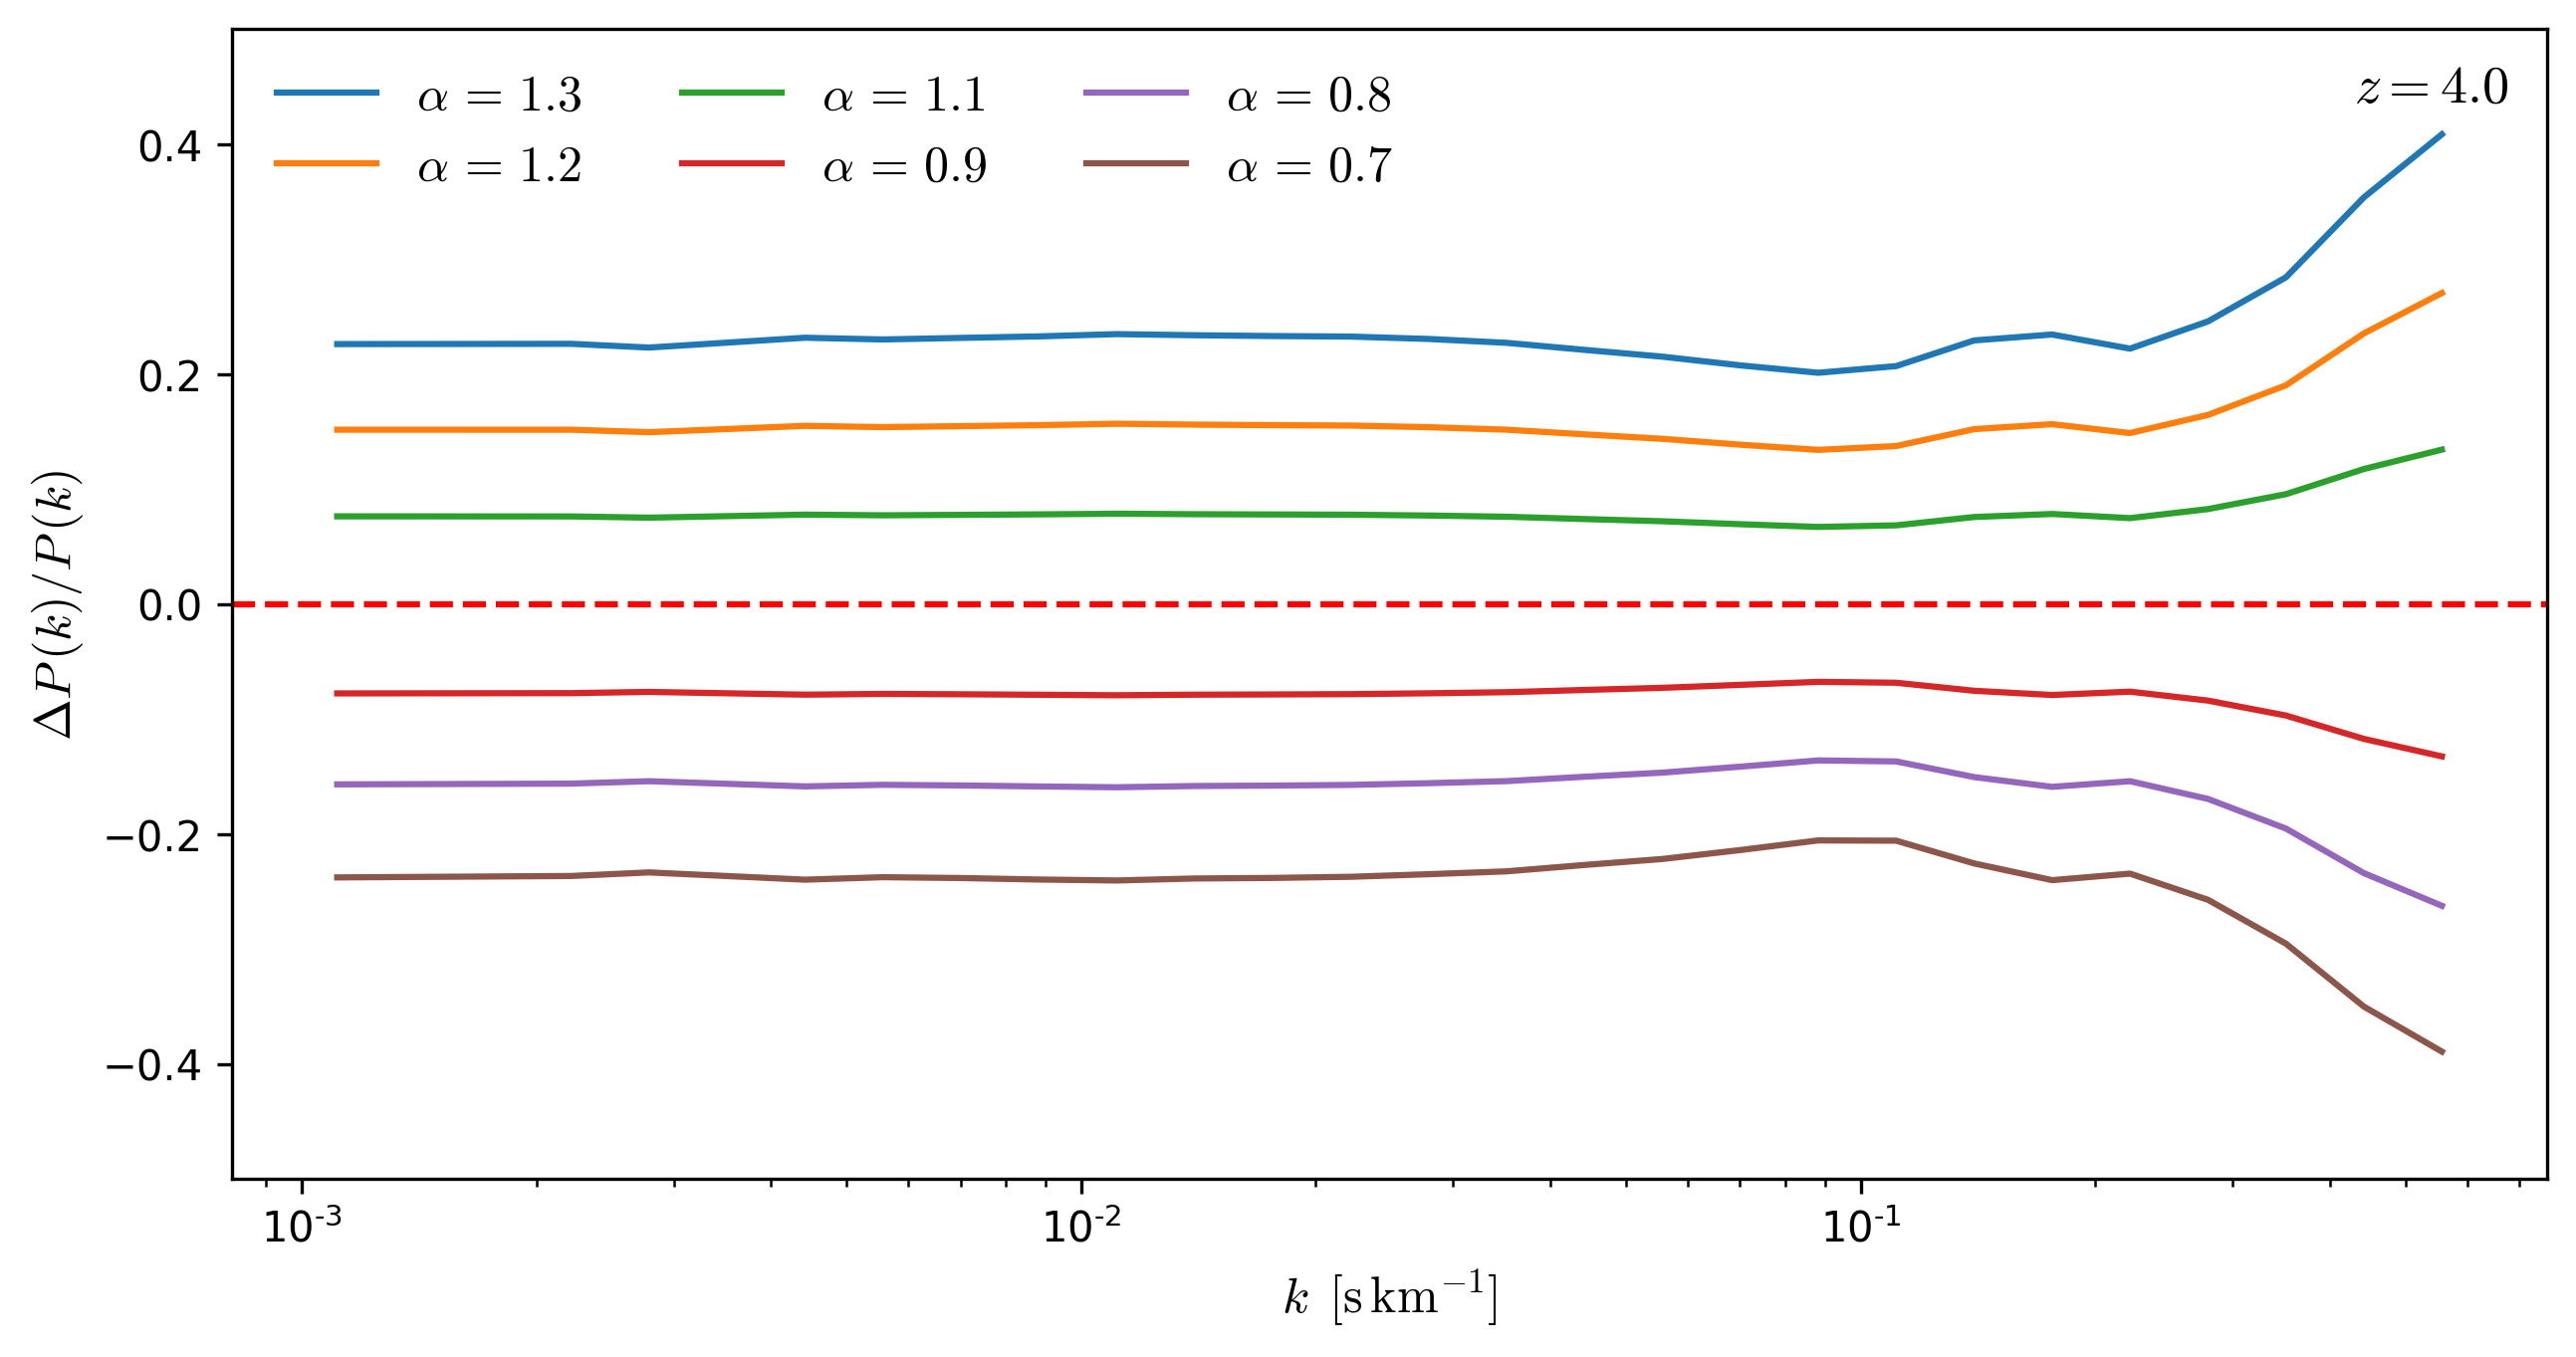 α = 1.3 α = 1.1 α = 0.8 z = 4.0
α = 1.2 α = 0.9 α = 0.7
0.4
0.2
0.0
−0.2
−0.4
ΔP(k)/P(k)
10⁻³ 10⁻² 10⁻¹
k [s km⁻¹]